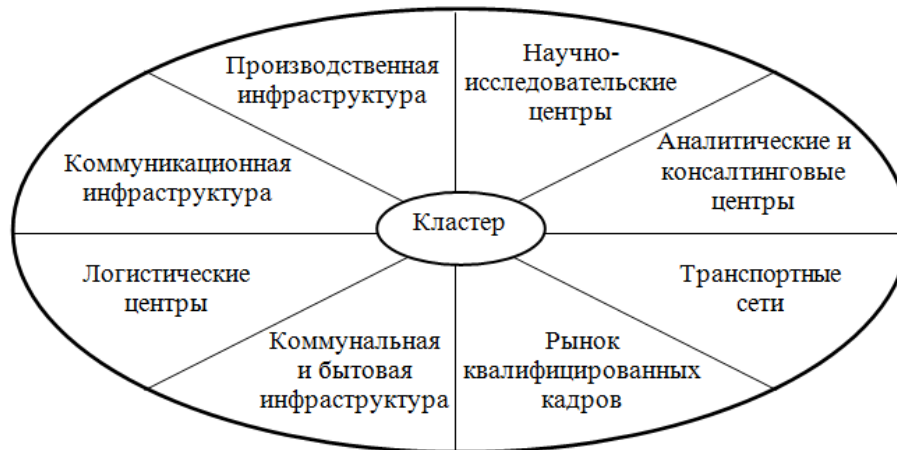 Производственная
инфраструктура
Научно-
исследовательские
центры
Коммуникационная
инфраструктура
Аналитические и
консалтинговые
центры
Кластер
Логистические
центры
Транспортные
сети
Коммунальная
и бытовая
инфраструктура
Рынок
квалифицированных
кадров